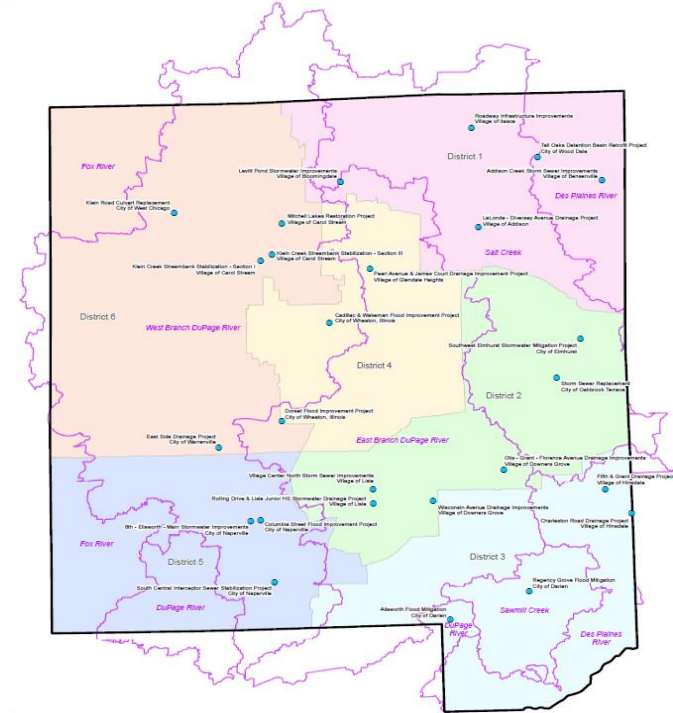 Roadway Infrastructure Improvements
Village of Itasca
District 1
Tall Oaks Detention Basin Retrofit Project
City of Wood Dale
Fox River
Levitt Pond Stormwater Improvements
Village of Bloomingdale
Addison Creek Storm Sewer Improvements
Village of Bensenville
Des Plaines River
Klein Road Culvert Replacement
City of West Chicago
Mitchell Lakes Restoration Project
Village of Carol Stream
LaLonde - Diversey Avenue Drainage Project
Village of Addison
Salt Creek
Klein Creek Streambank Stabilization - Section III
Village of Carol Stream
Klein Creek Streambank Stabilization - Section I
Village of Carol Stream
Pearl Avenue & James Court Drainage Improvement Project
Village of Glendale Heights
District 6
West Branch DuPage River
Cadillac & Wakeman Flood Improvement Project
City of Wheaton, Illinois
Southwest Elmhurst Stormwater Mitigation Project
City of Elmhurst
District 4
Storm Sewer Replacement
City of Oakbrook Terrace
District 2
Dorset Flood Improvement Project
City of Wheaton, Illinois
East Side Drainage Project
City of Warrenville
East Branch DuPage River
Otis - Grant - Florence Avenue Drainage Improvements
Village of Downers Grove
Village Center North Storm Sewer Improvements
Village of Lisle
Fifth & Grant Drainage Project
Village of Hinsdale
Rolling Drive & Lisle Junior HS Stormwater Drainage Project
Village of Lisle
Wisconsin Avenue Drainage Improvements
Village of Downers Grove
Charleston Road Drainage Project
Village of Hinsdale
8th - Ellsworth - Main Stormwater Improvements
City of Naperville
Columbia Street Flood Improvement Project
City of Naperville
Fox River
District 5
District 3
South Central Interceptor Sewer Stabilization Project
City of Naperville
Regency Grove Flood Mitigation
City of Darien
DuPage River
Sawmill Creek
Flood Mitigation
City of Darien
DuPage
River
Des Plaines
River